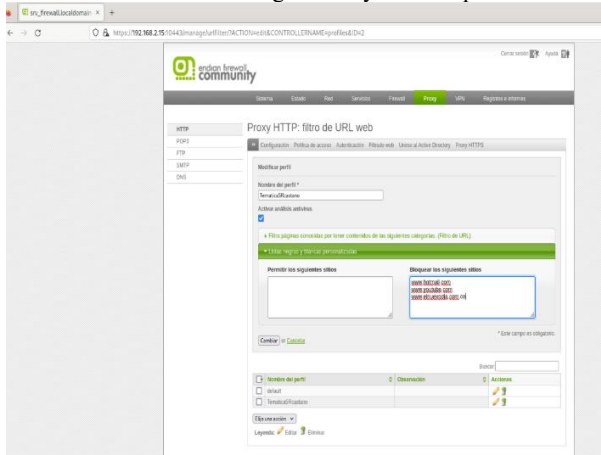 srv_firewall.localdomain × +
https://192.168.2.15:10443/manage/urlfilter/?ACTION=edit&CONTROLLERNAME=profiles&ID=2
Cerrar sesión Ayuda
endian firewall
community
Sistema Estado Red Servicios Firewall Proxy VPN Registros e informes
HTTP
POP3
FTP
SMTP
DNS
Proxy HTTP: filtro de URL web
Configuración Política de acceso Autenticación Filtrado web Unirse al Active Directory Proxy HTTPS
Modificar perfil
Nombre del perfil *
Activar análisis antivirus
Filtra páginas conocidas por tener contenidos de las siguientes categorías. (Filtro de URL)
Listas negras y blancas personalizadas
Permitir los siguientes sitios Bloquear los siguientes sitios
www.hotmail.com
www.youtube.com
Cambiar or Cancelar
* Este campo es obligatorio.
Buscar
Nombre del perfil Observación Acciones
default
Elija una acción
Leyenda: Editar Eliminar